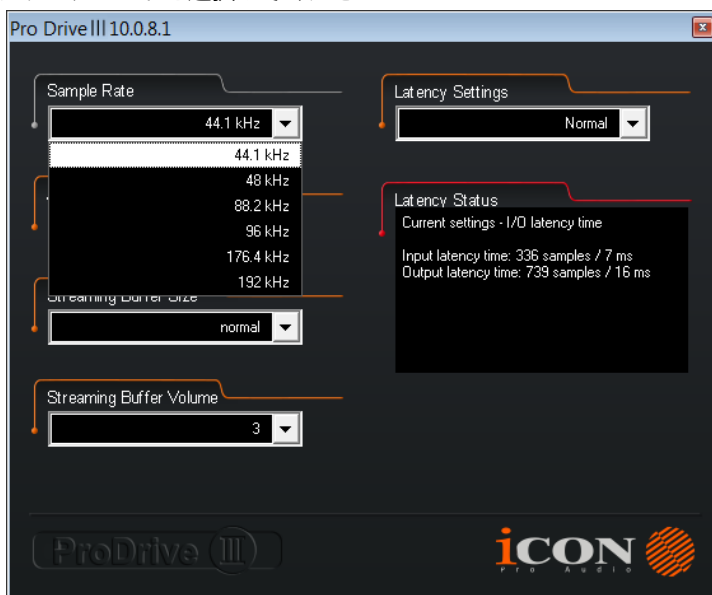 Pro Drive III 10.0.8.1
Sample Rate
44.1 kHz
44.1 kHz
48 kHz
88.2 kHz
96 kHz
176.4 kHz
192 kHz
Streaming Buffer Size
normal
Streaming Buffer Volume
3
Latency Settings
Normal
Latency Status
Current settings - I/O latency time
Input latency time: 336 samples / 7 ms
Output latency time: 739 samples / 16 ms
ProDrive III
iCON
Pro Audio